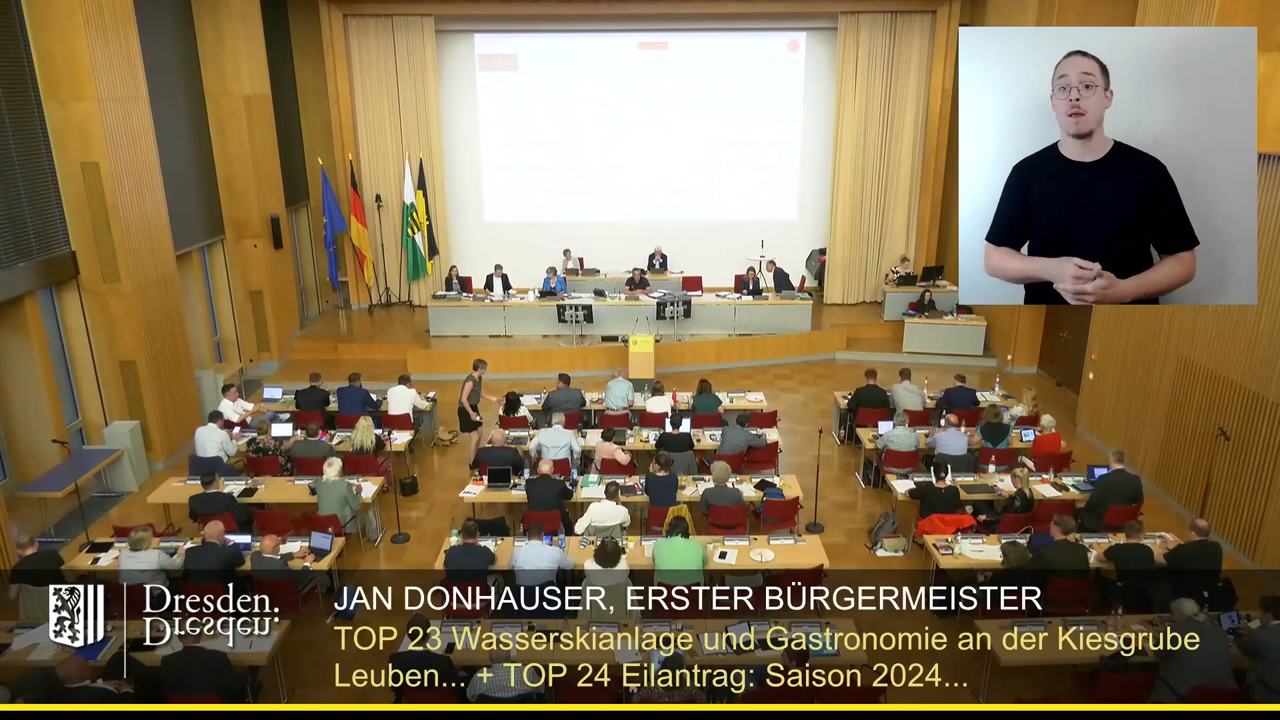 Dresden.
Dresden.
JAN DONHAUSER, ERSTER BÜRGERMEISTER
TOP 23 Wasserskianlage und Gastronomie an der Kiesgrube
Leuben... + TOP 24 Eilantrag: Saison 2024...